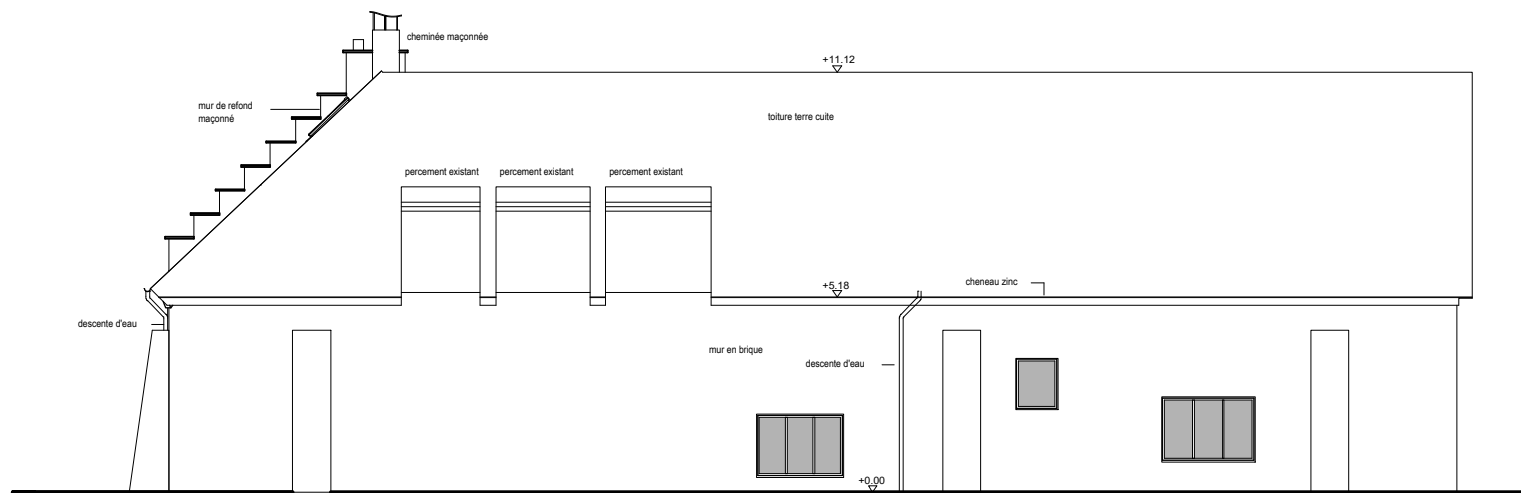 cheminée maçonnée
+11.12
mur de refond
maçonné
toiture terre cuite
percement existant
percement existant
percement existant
cheneau zinc
+5.18
descente d'eau
mur en brique
descente d'eau
+0.00